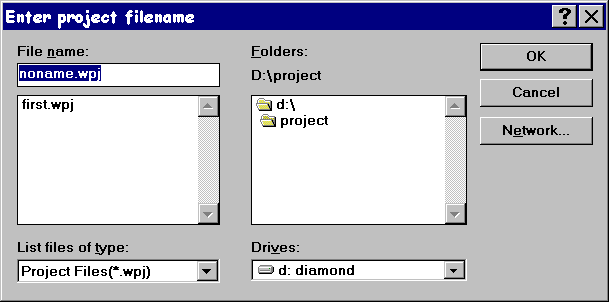 Enter project filename
File name:
noname.wpj
first.wpj
List files of type:
Project Files(*.wpj)
Folders:
D:\project
d:\
project
Drives:
d: diamond
OK
Cancel
Network...